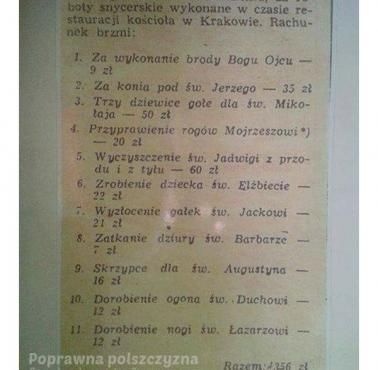 boty snycerskie wykonane w czasie re-
stauracji kościoła w Krakowie. Rachu-
nek brzmi:
1. Za wykonanie brody Bogu Ojcu —
9 zł
2. Za konia pod św. Jerzego — 35 zł
3. Trzy dziewice gołe dla św. Miko-
łaja — 50 zł
4. Przyprawienie rogów Mojrzeszowi*)
— 20 zł
5. Wyczyszczenie św. Jadwigi z przo-
du i z tyłu — 60 zł
6. Zrobienie dziecka św. Elżbiecie —
22 zł
7. Wyzłocenie gałek św. Jackowi —
21 zł
8. Zatkanie dziury św. Barbarze —
7 zł
9. Skrzypce dla św. Augustyna —
16 zł
10. Dorobienie ogona św. Duchowi —
12 zł
11. Dorobienie nogi św. Łazarzowi —
12 zł
Razem: 356 zł
Poprawna polszczyzna